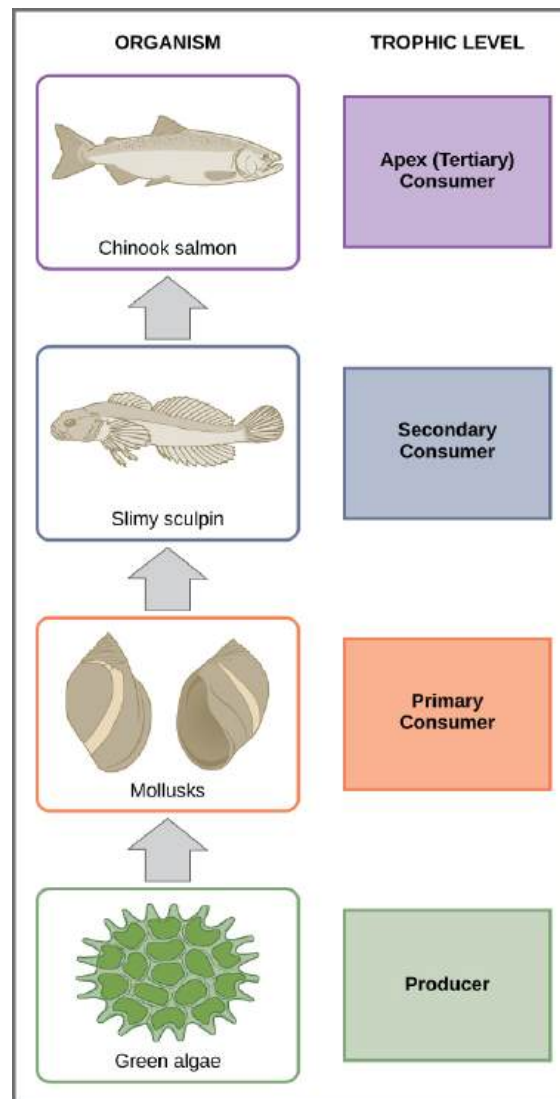 ORGANISM
TROPHIC LEVEL
Chinook salmon
Apex (Tertiary)
Consumer
Slimy sculpin
Secondary
Consumer
Mollusks
Primary
Consumer
Green algae
Producer